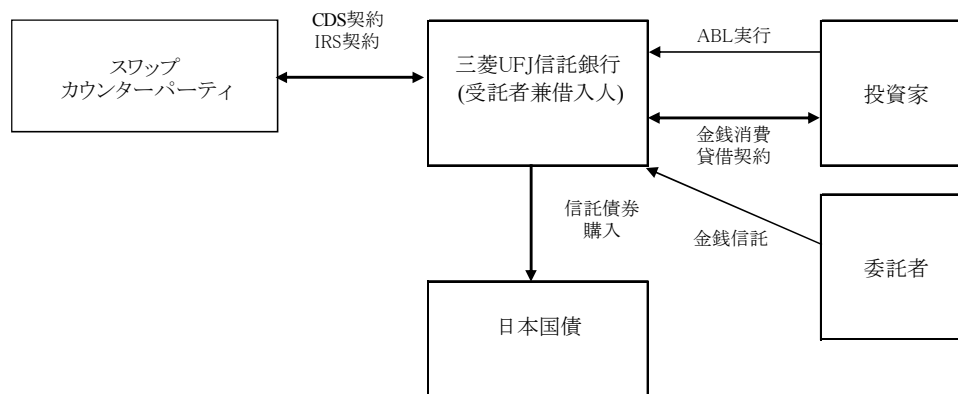 CDS契約
IRS契約
スワップ
カウンターパーティ
三菱UFJ信託銀行
(受託者兼借入人)
ABL実行
投資家
金銭消費
貸借契約
信託債券
購入
金銭信託
委託者
日本国債